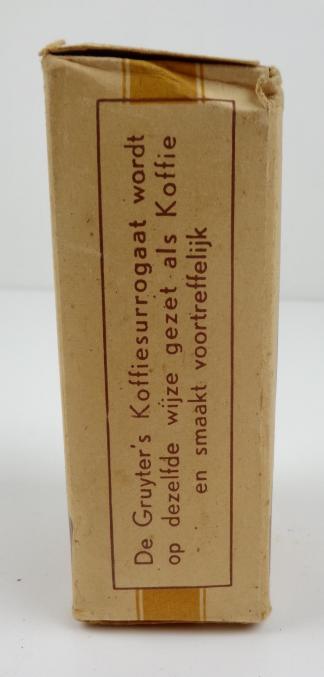 De Gruyter's Koffiesurrogaat wordt
op dezelfde wijze gezet als Koffie
en smaakt voortreffelijk